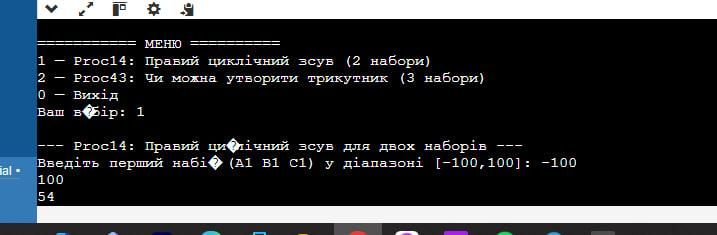 =========== МЕНЮ ==========
1 — Proc14: Правий циклічний зсув (2 набори)
2 — Proc43: Чи можна утворити трикутник (3 набори)
0 — Вихід
Ваш в�бір: 1
--- Proc14: Правий ци�лічний зсув для двох наборів ---
Введіть перший набі� (A1 B1 C1) у діапазоні [-100,100]: -100
ial •
100
54